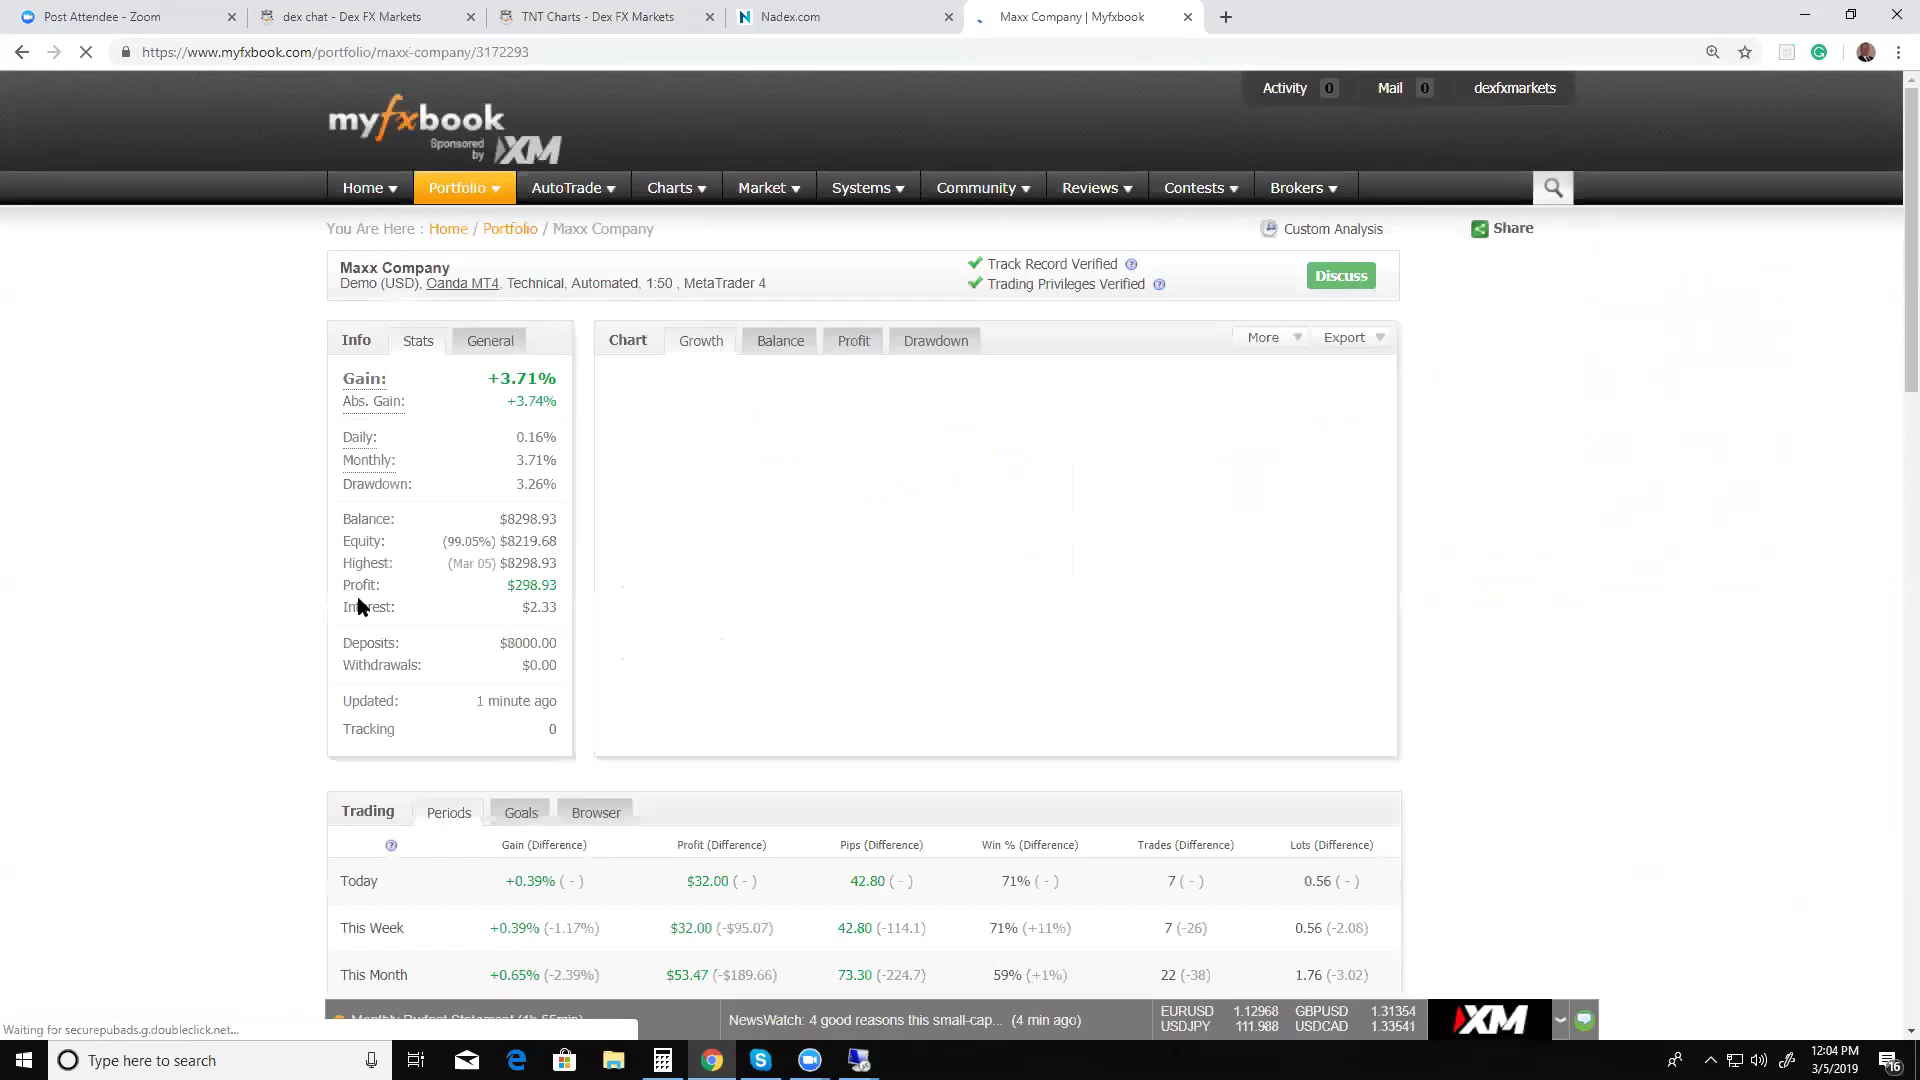 Post Attendee - Zoom
dex chat - Dex FX Markets
TNT Charts - Dex FX Markets
Nadex.com
Maxx Company | Myfxbook
https://www.myfxbook.com/portfolio/maxx-company/3172293
Activity 0 Mail 0 dexfxmarkets
myfxbook
Sponsored by XM
Home Portfolio AutoTrade Charts Market Systems Community Reviews Contests Brokers
You Are Here : Home / Portfolio / Maxx Company
Custom Analysis
Share
Maxx Company
Demo (USD), Oanda MT4, Technical, Automated, 1:50 , MetaTrader 4
Track Record Verified
Trading Privileges Verified
Discuss
Info Stats General
Gain: +3.71%
Abs. Gain: +3.74%
Daily: 0.16%
Monthly: 3.71%
Drawdown: 3.26%
Balance: $8298.93
Equity: (99.05%) $8219.68
Highest: (Mar 05) $8298.93
Profit: $298.93
Interest: $2.33
Deposits: $8000.00
Withdrawals: $0.00
Updated: 1 minute ago
Tracking 0
Chart Growth Balance Profit Drawdown More Export
Trading Periods Goals Browser
Gain (Difference) Profit (Difference) Pips (Difference) Win % (Difference) Trades (Difference) Lots (Difference)
Today +0.39% ( - ) $32.00 ( - ) 42.80 ( - ) 71% ( - ) 7 ( - ) 0.56 ( - )
This Week +0.39% (-1.17%) $32.00 (-$95.07) 42.80 (-114.1) 71% (+11%) 7 (-26) 0.56 (-2.08)
This Month +0.65% (-2.39%) $53.47 (-$189.66) 73.30 (-224.7) 59% (+1%) 22 (-38) 1.76 (-3.02)
Monthly Budget Statement (1h 55min)
NewsWatch: 4 good reasons this small-cap... (4 min ago)
EURUSD 1.12968 GBPUSD 1.31354
USDJPY 111.988 USDCAD 1.33541
XM
Waiting for securepubads.g.doubleclick.net...
Type here to search
12:04 PM
3/5/2019
16